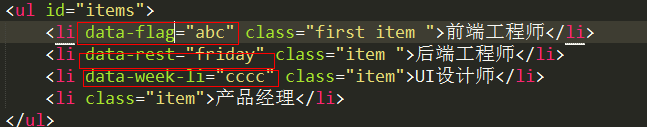 <ul id="items">
<li data-flag="abc" class="first item ">前端工程师</li>
<li data-rest="friday" class="item">后端工程师</li>
<li data-week-li="cccc" class="item">UI设计师</li>
<li class="item">产品经理</li>
</ul>